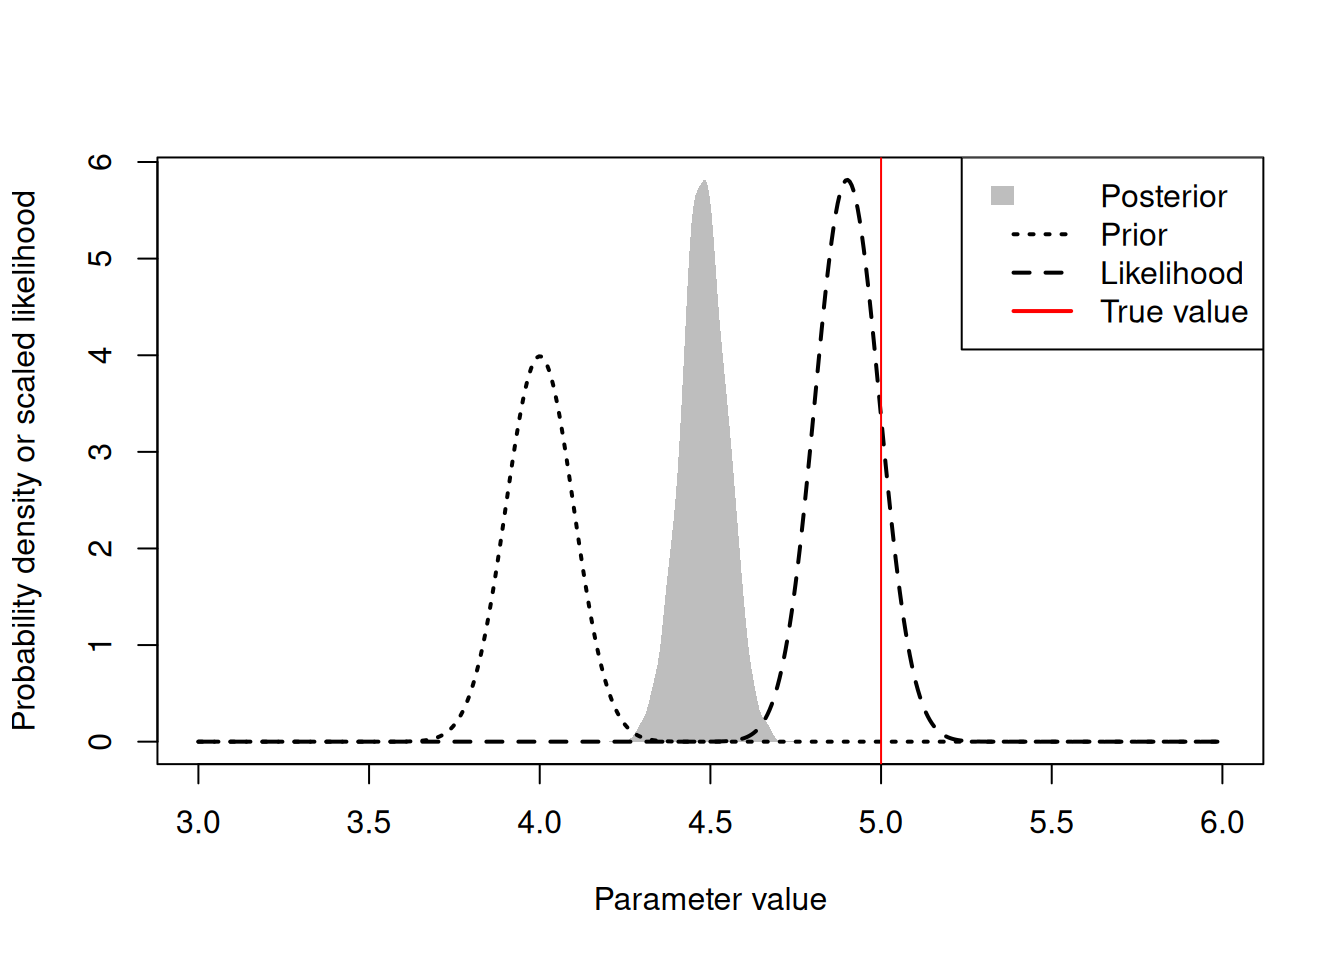 Probability density or scaled likelihood
6
5
4
3
2
1
0
Posterior
Prior
Likelihood
True value
3.0 3.5 4.0 4.5 5.0 5.5 6.0
Parameter value